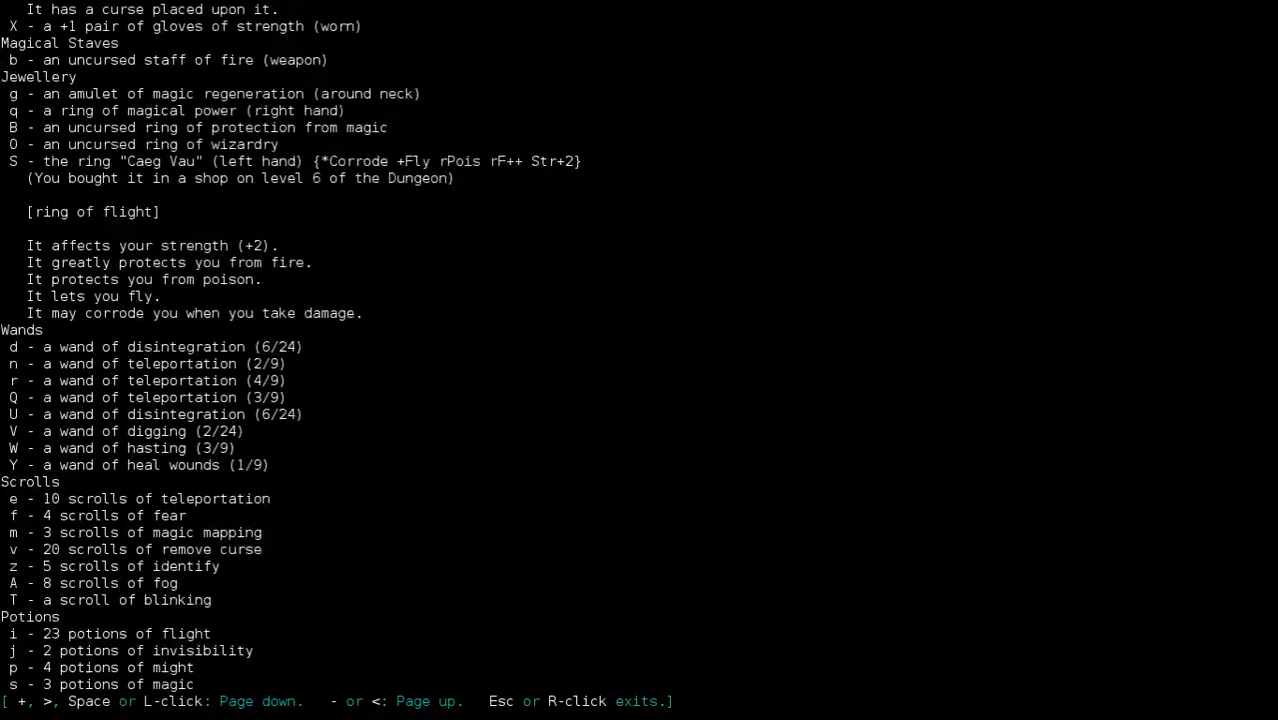 It has a curse placed upon it.
X - a +1 pair of gloves of strength (worn)
Magical Staves
b - an uncursed staff of fire (weapon)
Jewellery
g - an amulet of magic regeneration (around neck)
q - a ring of magical power (right hand)
B - an uncursed ring of protection from magic
O - an uncursed ring of wizardry
S - the ring "Caeg Vau" (left hand) {*Corrode +Fly rPois rF++ Str+2}
(You bought it in a shop on level 6 of the Dungeon)
[ring of flight]
It affects your strength (+2).
It greatly protects you from fire.
It protects you from poison.
It lets you fly.
It may corrode you when you take damage.
Wands
d - a wand of disintegration (6/24)
n - a wand of teleportation (2/9)
r - a wand of teleportation (4/9)
Q - a wand of teleportation (3/9)
U - a wand of disintegration (6/24)
V - a wand of digging (2/24)
W - a wand of hasting (3/9)
Y - a wand of heal wounds (1/9)
Scrolls
e - 10 scrolls of teleportation
f - 4 scrolls of fear
m - 3 scrolls of magic mapping
v - 20 scrolls of remove curse
z - 5 scrolls of identify
A - 8 scrolls of fog
T - a scroll of blinking
Potions
i - 23 potions of flight
j - 2 potions of invisibility
p - 4 potions of might
s - 3 potions of magic
[ +, >, Space or L-click: Page down.   - or <: Page up.   Esc or R-click exits.]